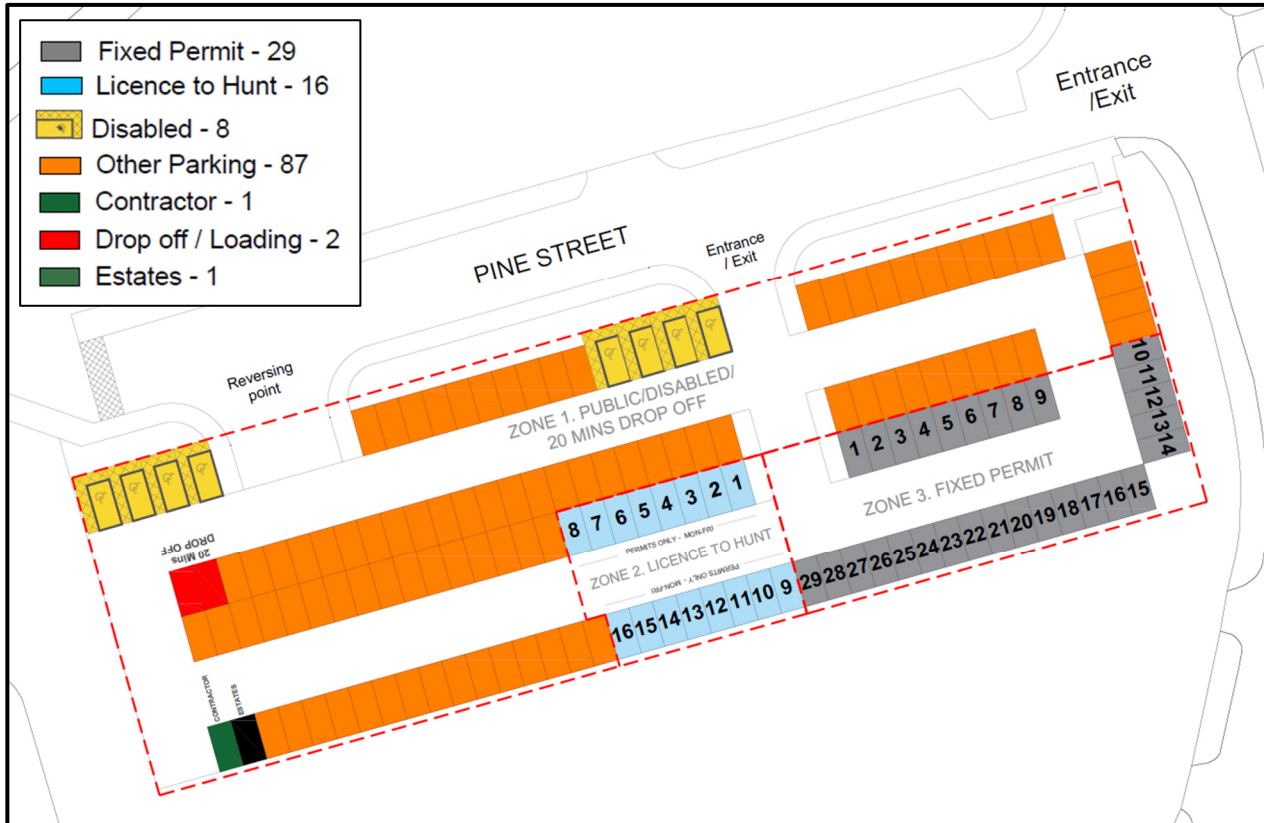 Fixed Permit - 29
Licence to Hunt - 16
Disabled - 8
Other Parking - 87
Contractor - 1
Drop off / Loading - 2
Estates - 1
Entrance
/Exit
PINE STREET
Entrance
/ Exit
Reversing
point
ZONE 1. PUBLIC/DISABLED/
20 MINS DROP OFF
20 Mins
DROP OFF
1 2 3 4 5 6 7 8 9
10
11
12
13
14
ZONE 3. FIXED PERMIT
8 7 6 5 4 3 2 1
PERMITS ONLY - MON-FRI
ZONE 2. LICENCE TO HUNT
PERMITS ONLY - MON-FRI
16 15 14 13 12 11 10 9
29 28 27 26 25 24 23 22 21 20 19 18 17 16 15
CONTRACTOR
ESTATES